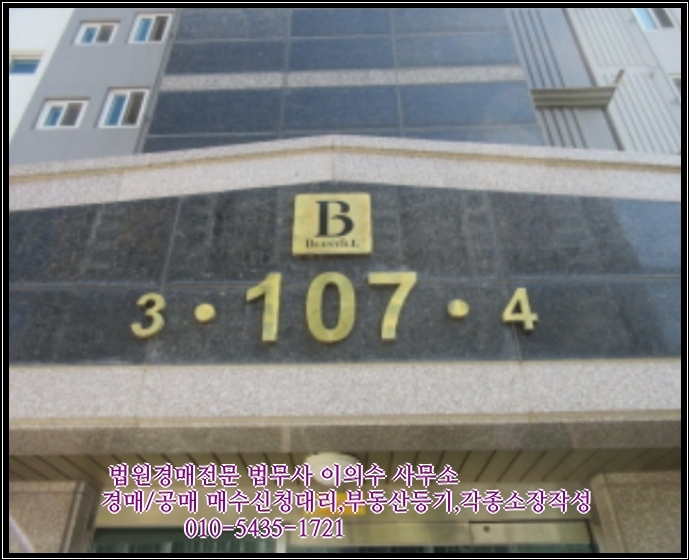 B
BESTIUM
3 · 107 · 4
법원경매전문 법무사 이의수 사무소
경매/공매 매수신청대리,부동산등기,각종소장작성
010-5435-1721